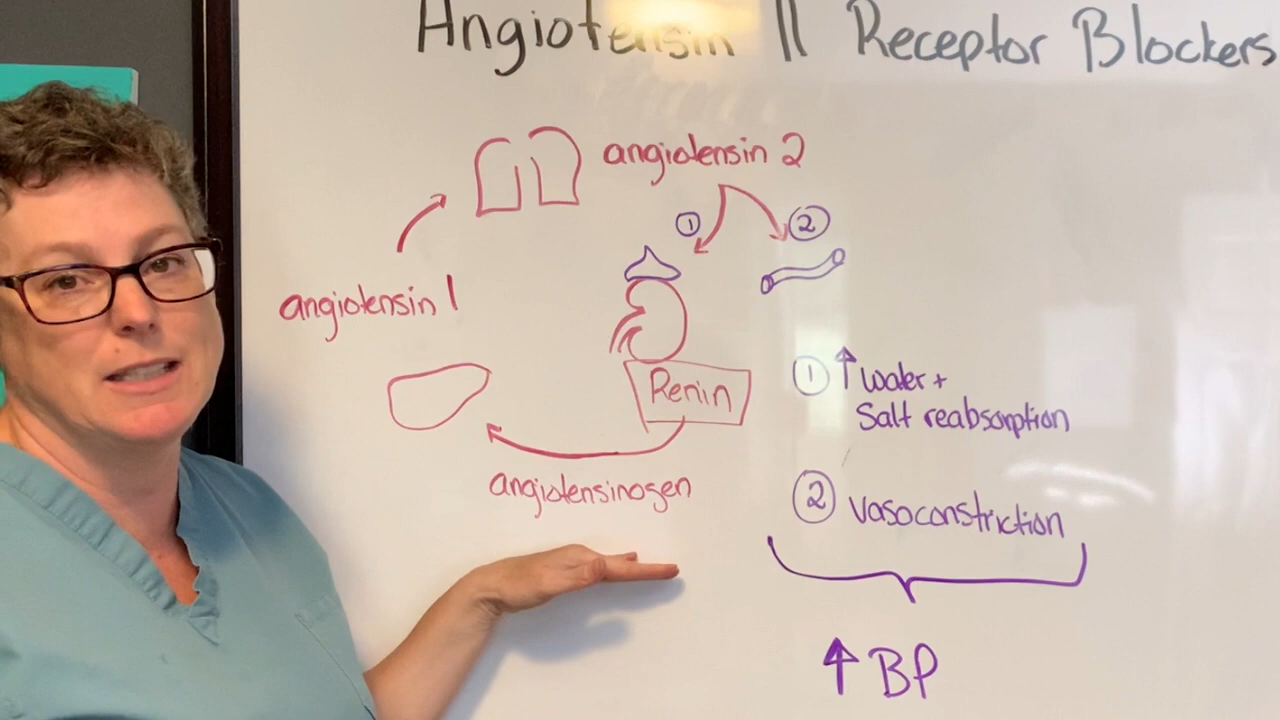 Angiotensin II Receptor Blockers
angiotensin 2
1
2
angiotensin 1
Renin
1 ↑ water +
Salt reabsorption
angiotensinogen
2 vasoconstriction
↑ BP